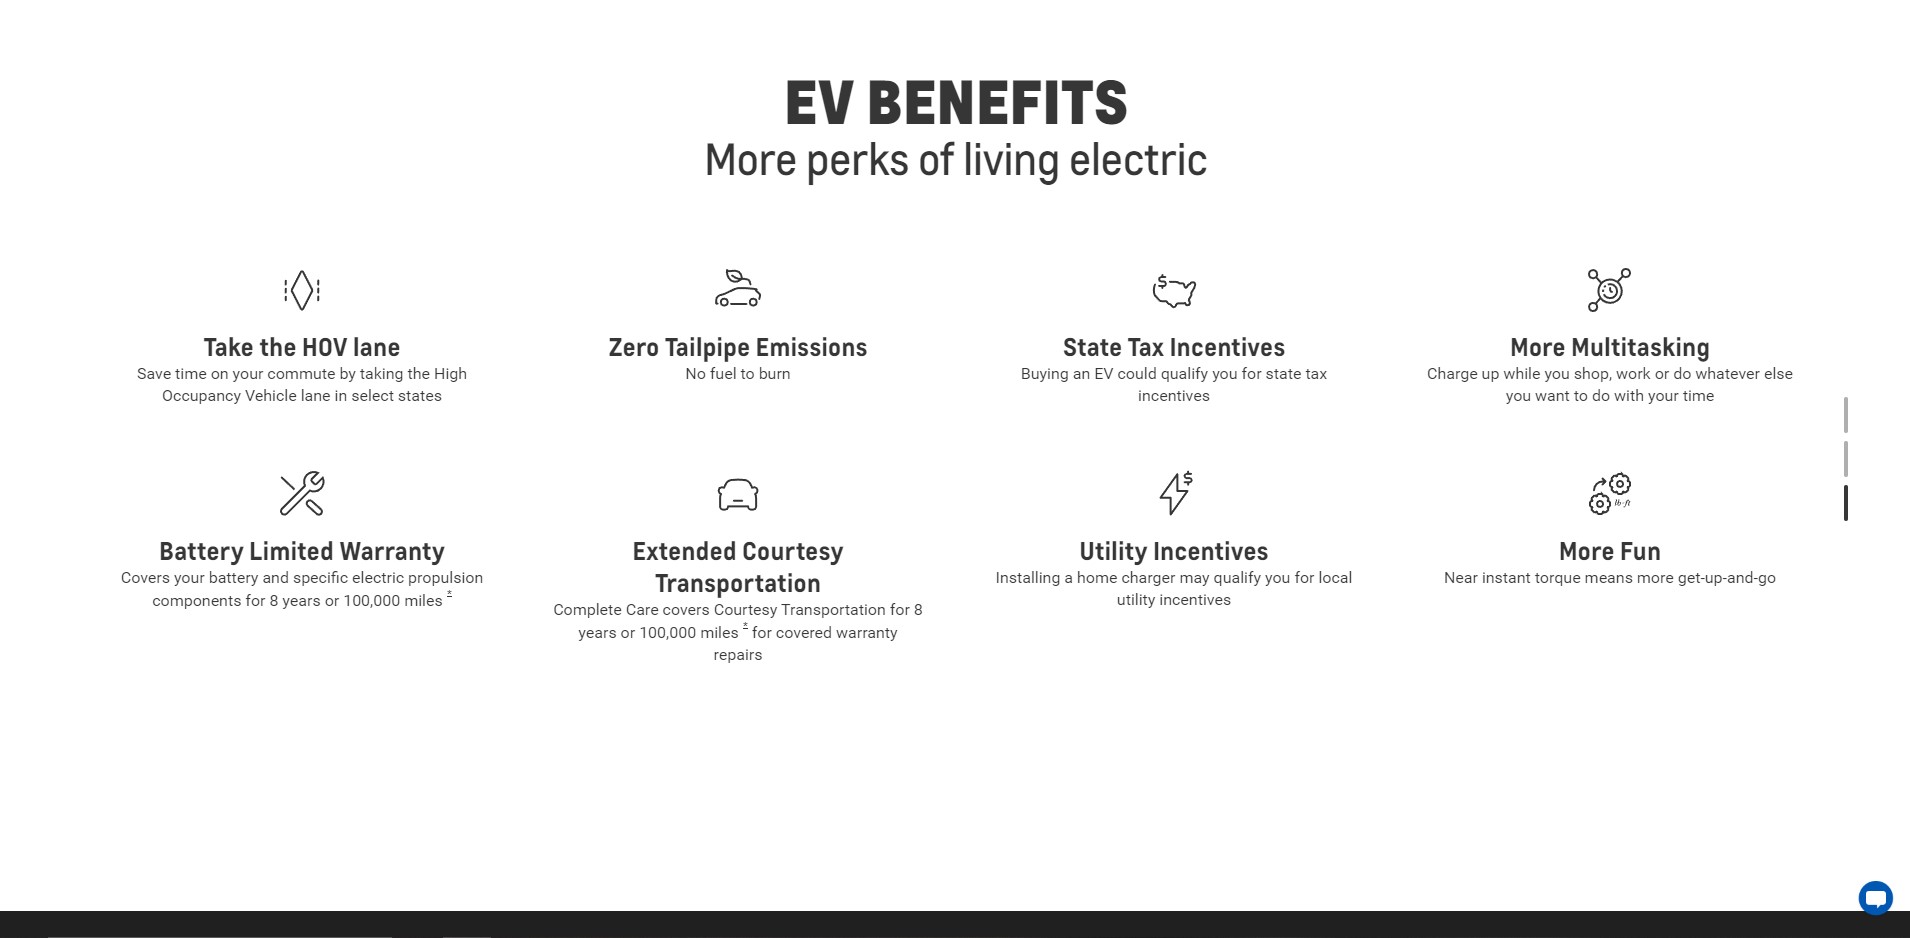 EV BENEFITS
More perks of living electric
Take the HOV lane
Save time on your commute by taking the High
Occupancy Vehicle lane in select states
Zero Tailpipe Emissions
No fuel to burn
$
State Tax Incentives
Buying an EV could qualify you for state tax
incentives
More Multitasking
Charge up while you shop, work or do whatever else
you want to do with your time
Battery Limited Warranty
Covers your battery and specific electric propulsion
components for 8 years or 100,000 miles *
Extended Courtesy
Transportation
Complete Care covers Courtesy Transportation for 8
years or 100,000 miles * for covered warranty
repairs
$
Utility Incentives
Installing a home charger may qualify you for local
utility incentives
lb-ft
More Fun
Near instant torque means more get-up-and-go